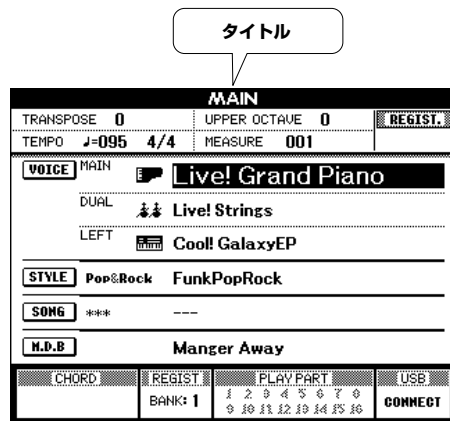 タイトル
MAIN
TRANSPOSE 0 UPPER OCTAVE 0 REGIST.
TEMPO ♩=095 4/4 MEASURE 001
VOICE MAIN Live! Grand Piano
DUAL Live! Strings
LEFT Cool! GalaxyEP
STYLE Pop&Rock FunkPopRock
SONG *** ---
M.D.B Manger Away
CHORD REGIST PLAY PART USB
BANK: 1 1 2 3 4 5 6 7 8 CONNECT
9 10 11 12 13 14 15 16